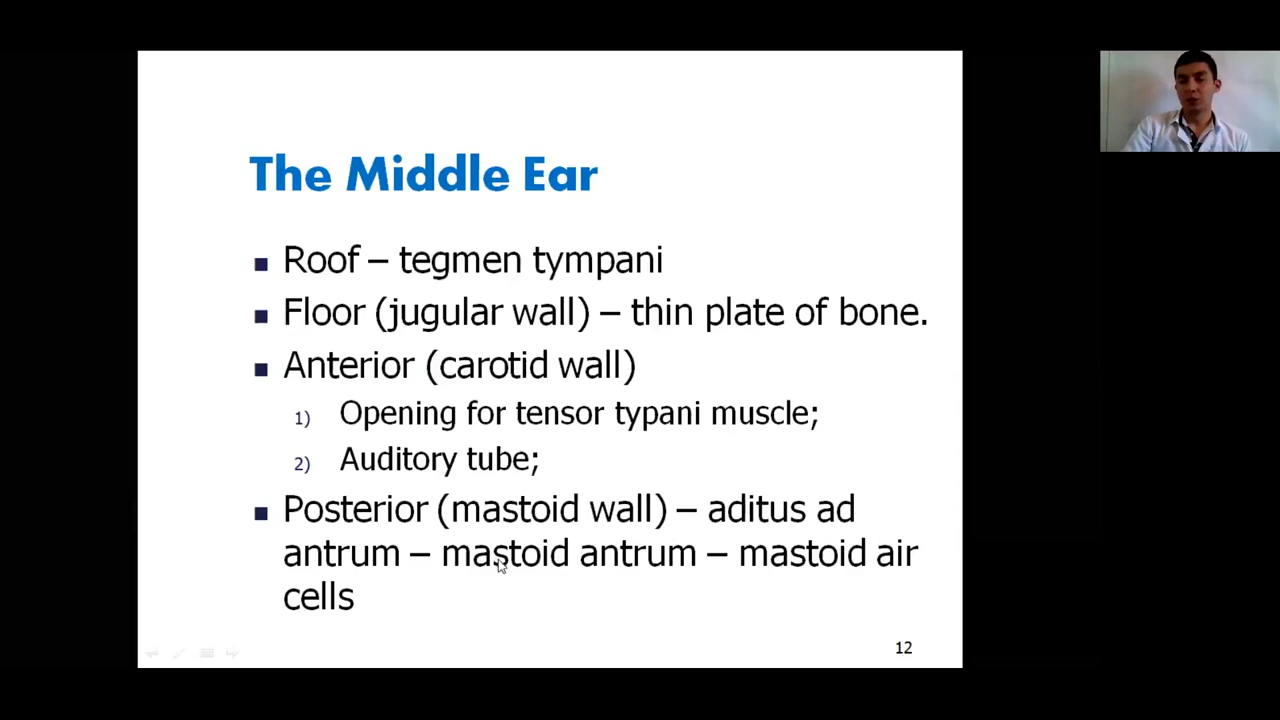 The Middle Ear
Roof – tegmen tympani
Floor (jugular wall) – thin plate of bone.
Anterior (carotid wall)
1) Opening for tensor typani muscle;
2) Auditory tube;
Posterior (mastoid wall) – aditus ad
antrum – mastoid antrum – mastoid air
cells
12